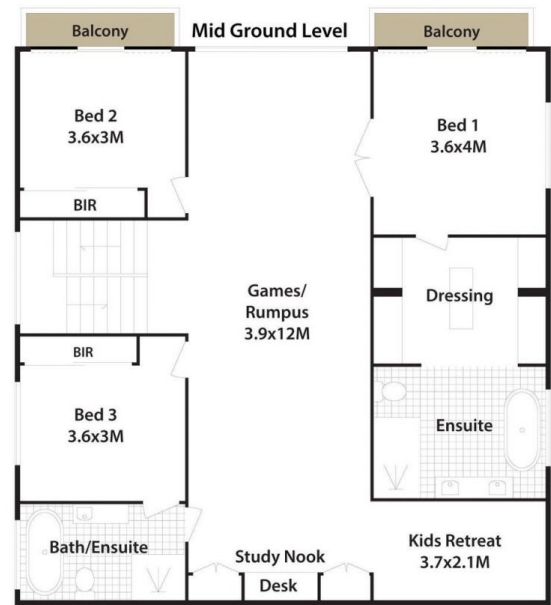 Balcony
Mid Ground Level
Balcony
Bed 2
3.6x3M
Bed 1
3.6x4M
BIR
Games/
Rumpus
3.9x12M
Dressing
BIR
Bed 3
3.6x3M
Ensuite
Bath/Ensuite
Study Nook
Desk
Kids Retreat
3.7x2.1M